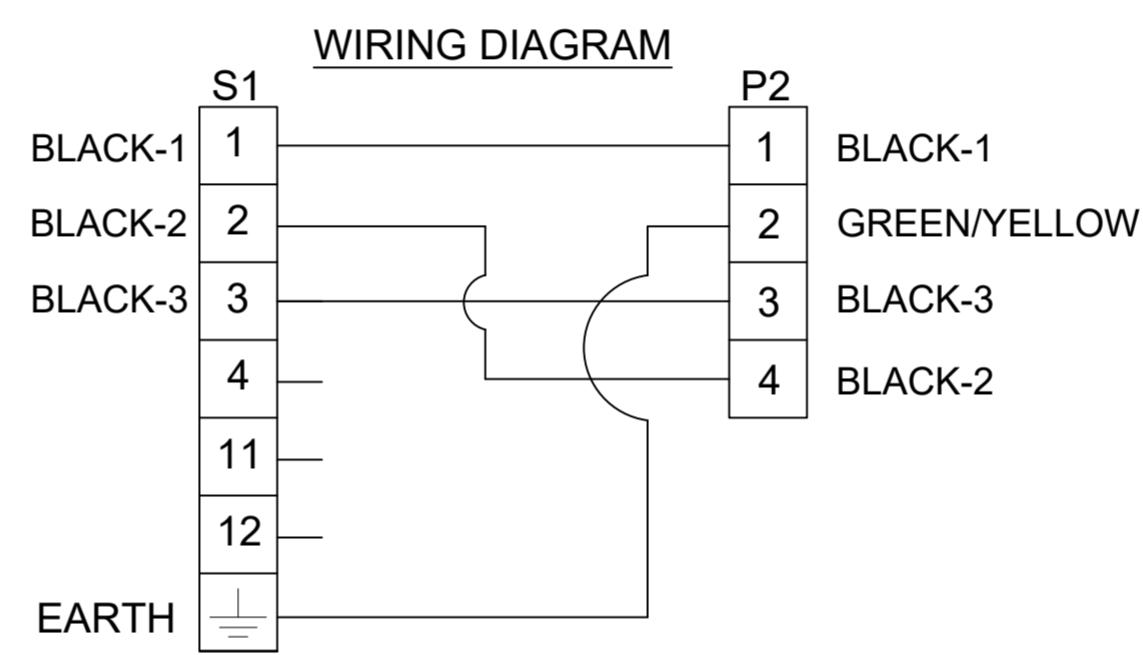 WIRING DIAGRAM
S1 P2
BLACK-1 1 1 BLACK-1
BLACK-2 2 2 GREEN/YELLOW
BLACK-3 3 3 BLACK-3
4 4 BLACK-2
11
12
EARTH